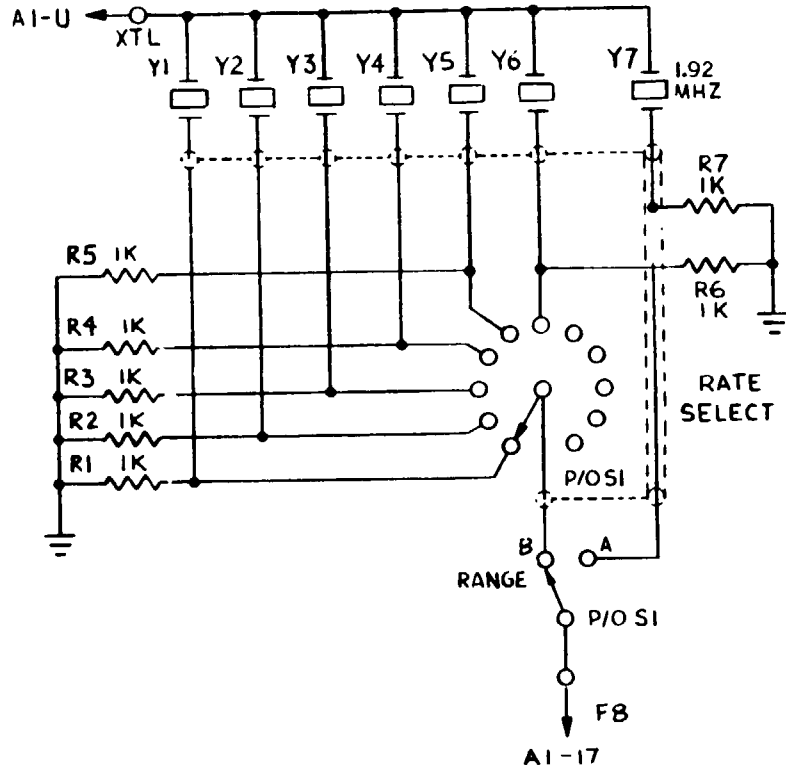 A1-U
XTL
Y1 Y2 Y3 Y4 Y5 Y6 Y7
1.92
MHZ
R7
1K
R5 1K
R6
1K
R4 1K
R3 1K
R2 1K
R1 1K
RATE
SELECT
P/O S1
B A
RANGE
P/O S1
F8
A1-17